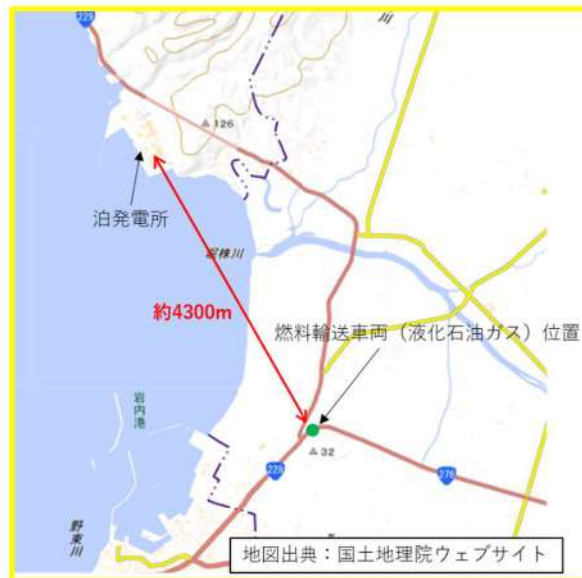 229
川
126
泊発電所
堀株川
約4300m
燃料輸送車両（液化石油ガス）位置
岩内港
32
229
276
野束川
地図出典：国土地理院ウェブサイト